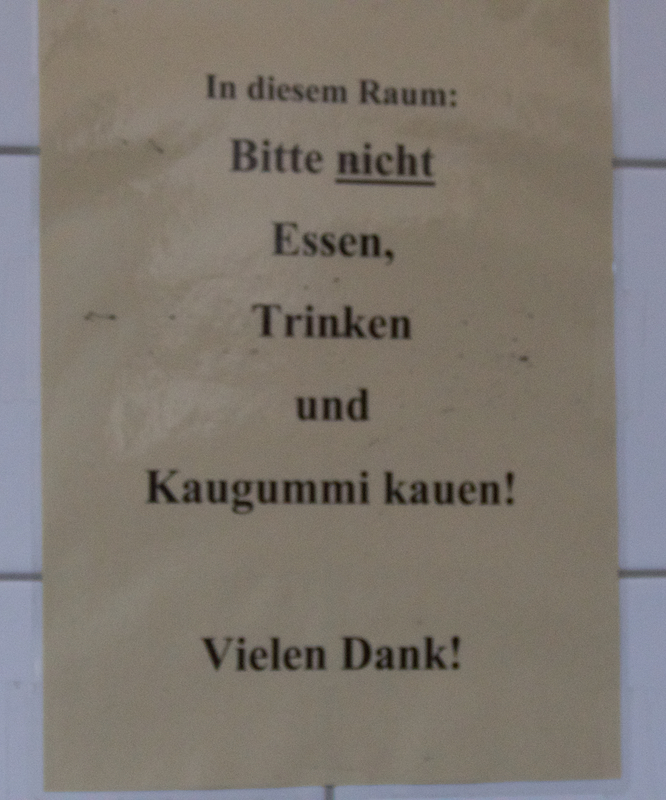 In diesem Raum:
Bitte nicht
Essen,
Trinken
und
Kaugummi kauen!
Vielen Dank!